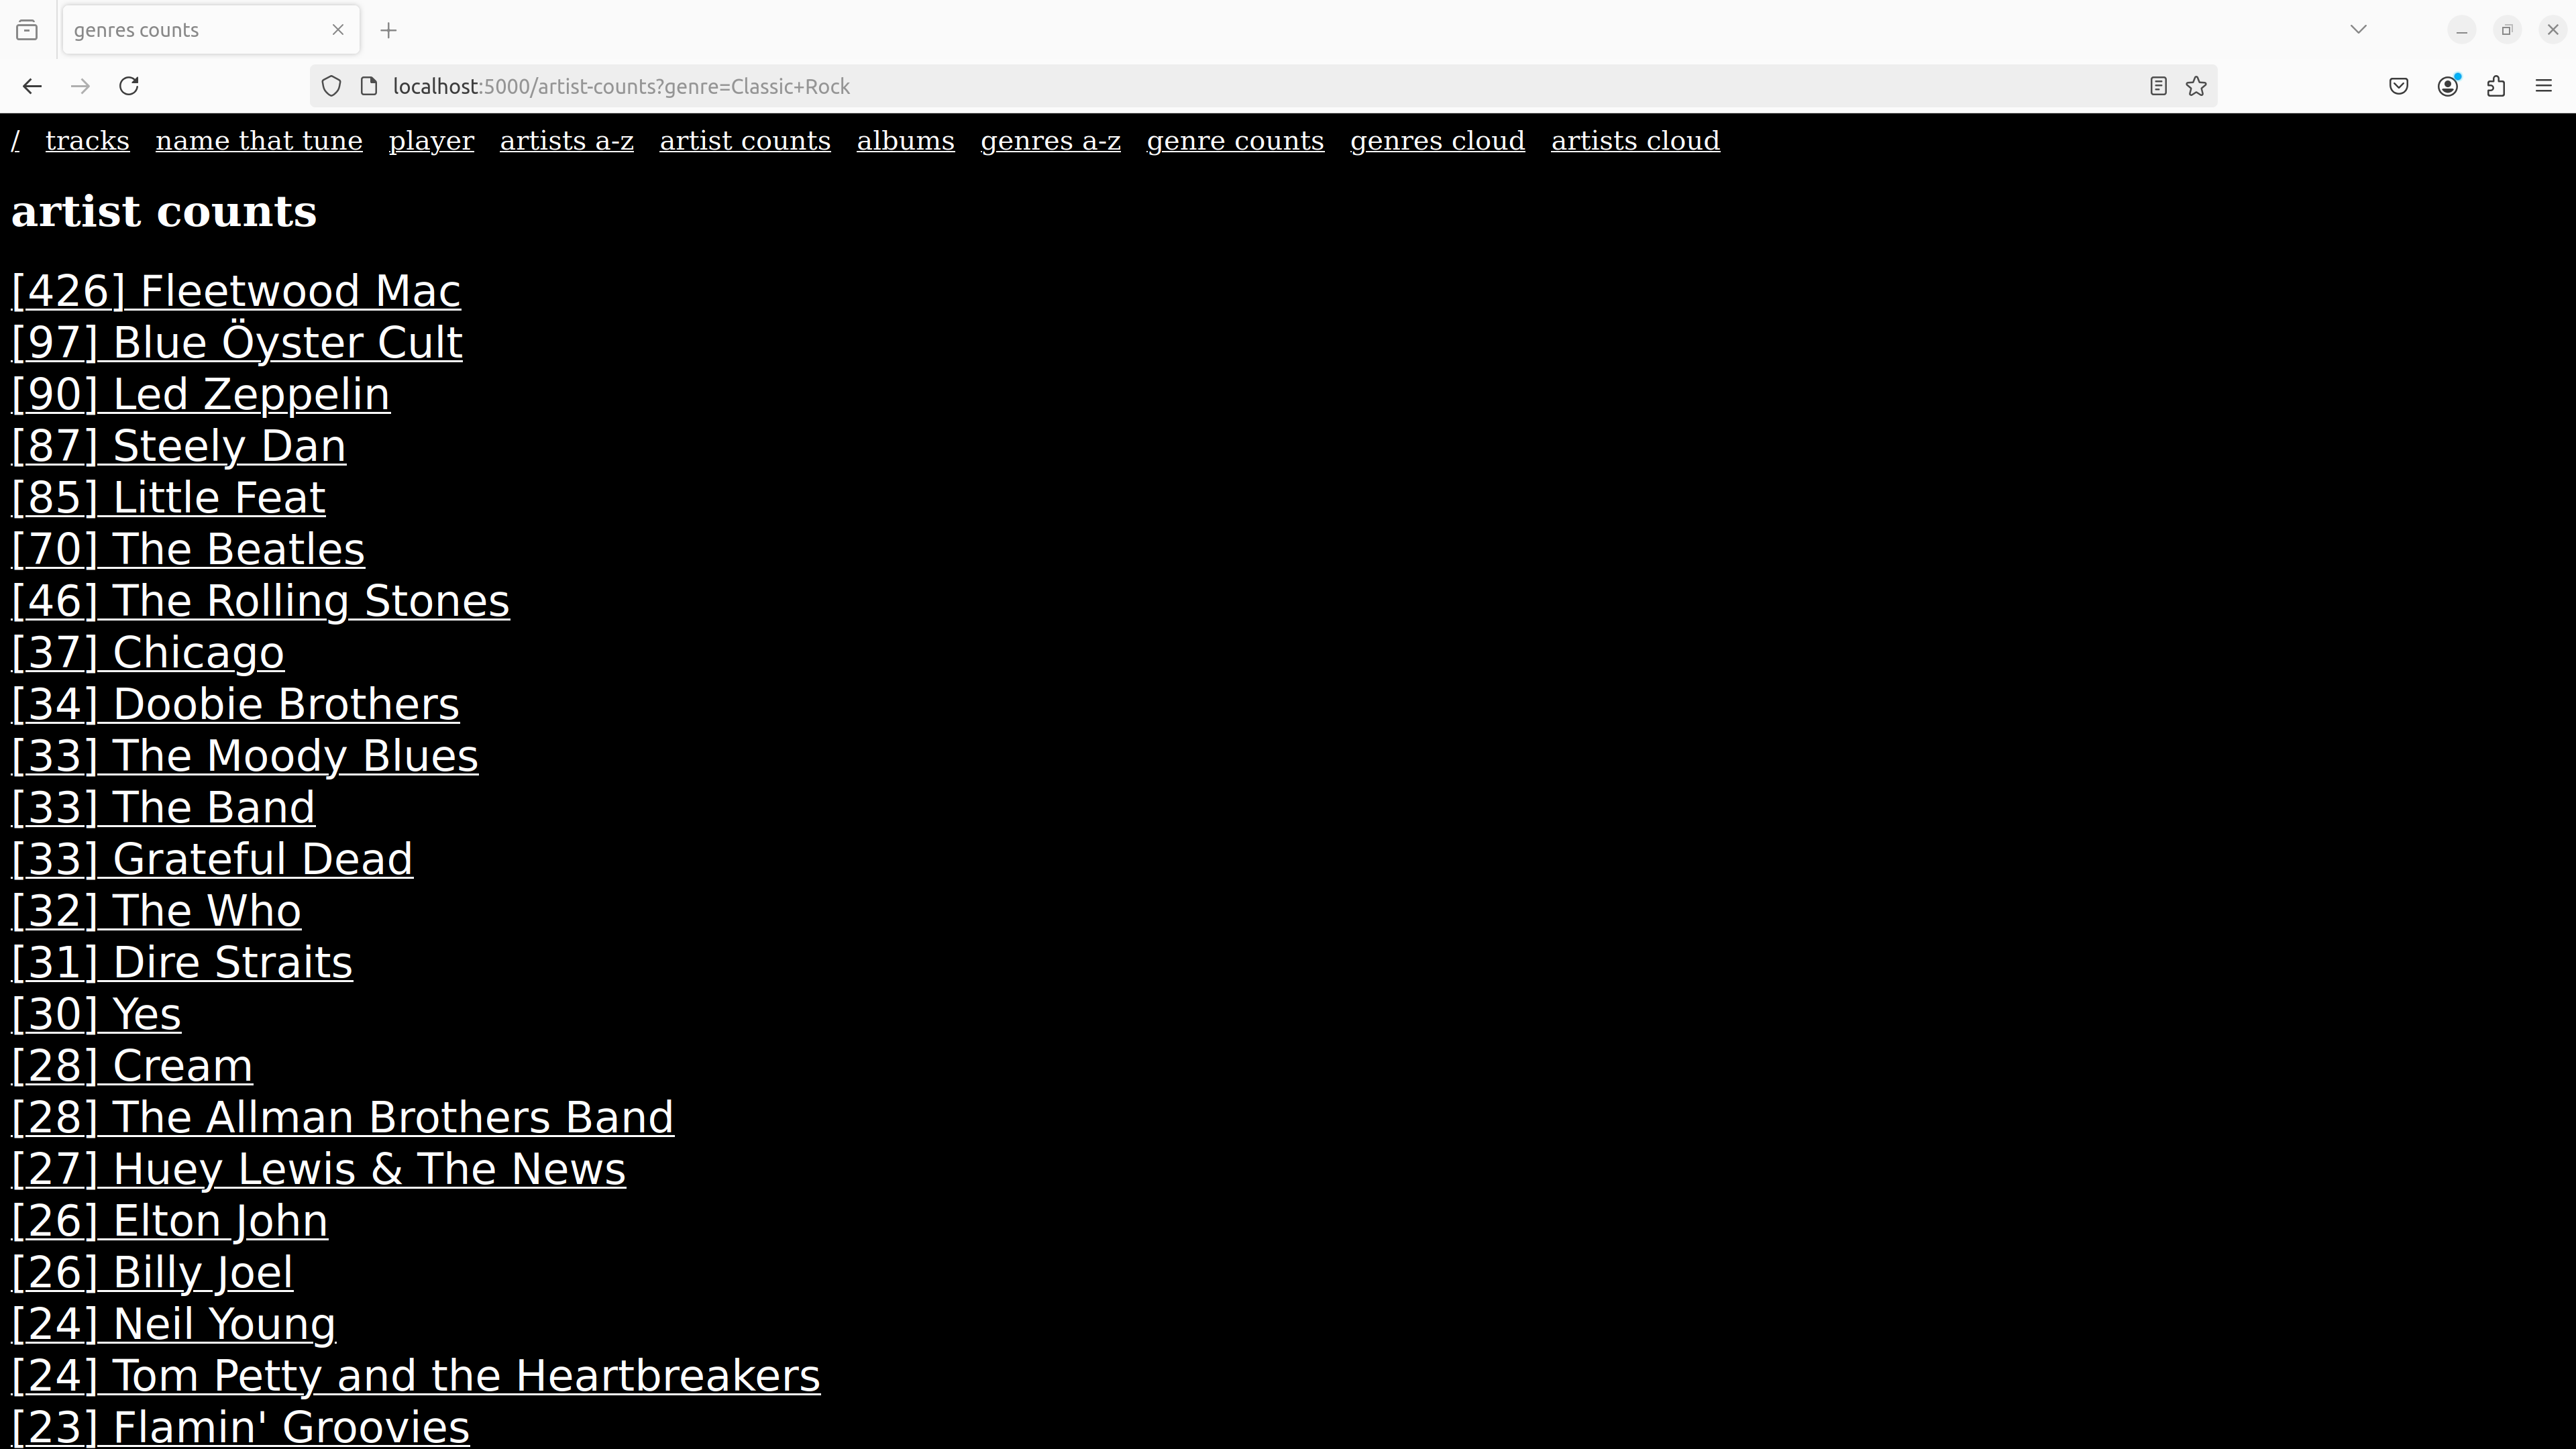 genres counts
localhost:5000/artist-counts?genre=Classic+Rock
/ tracks name that tune player artists a-z artist counts albums genres a-z genre counts genres cloud artists cloud
artist counts
[426] Fleetwood Mac
[97] Blue Öyster Cult
[90] Led Zeppelin
[87] Steely Dan
[85] Little Feat
[70] The Beatles
[46] The Rolling Stones
[37] Chicago
[34] Doobie Brothers
[33] The Moody Blues
[33] The Band
[33] Grateful Dead
[32] The Who
[31] Dire Straits
[30] Yes
[28] Cream
[28] The Allman Brothers Band
[27] Huey Lewis & The News
[26] Elton John
[26] Billy Joel
[24] Neil Young
[24] Tom Petty and the Heartbreakers
[23] Flamin' Groovies